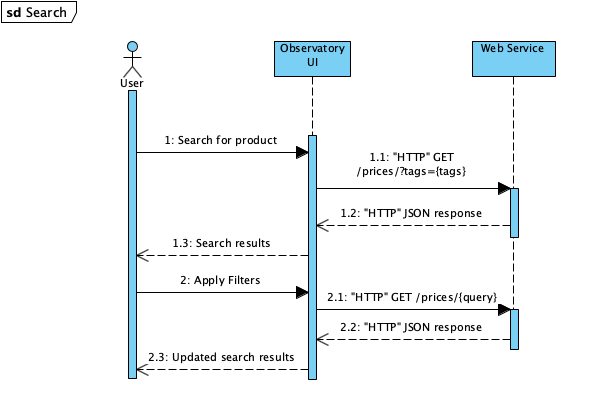 sd Search
Observatory
UI
Web Service
User
1: Search for product
1.1: "HTTP" GET
/prices/?tags={tags}
1.2: "HTTP" JSON response
1.3: Search results
2: Apply Filters
2.1: "HTTP" GET /prices/{query}
2.2: "HTTP" JSON response
2.3: Updated search results